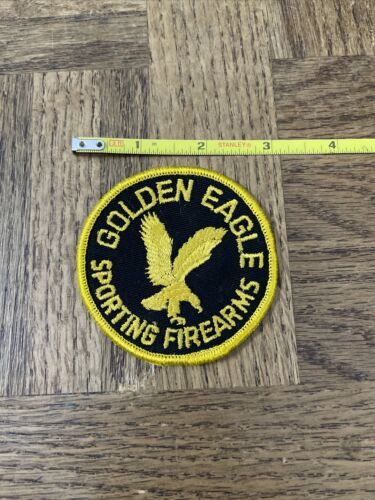 1 2 STANLEY® 3 4
GOLDEN EAGLE
SPORTING FIREARMS